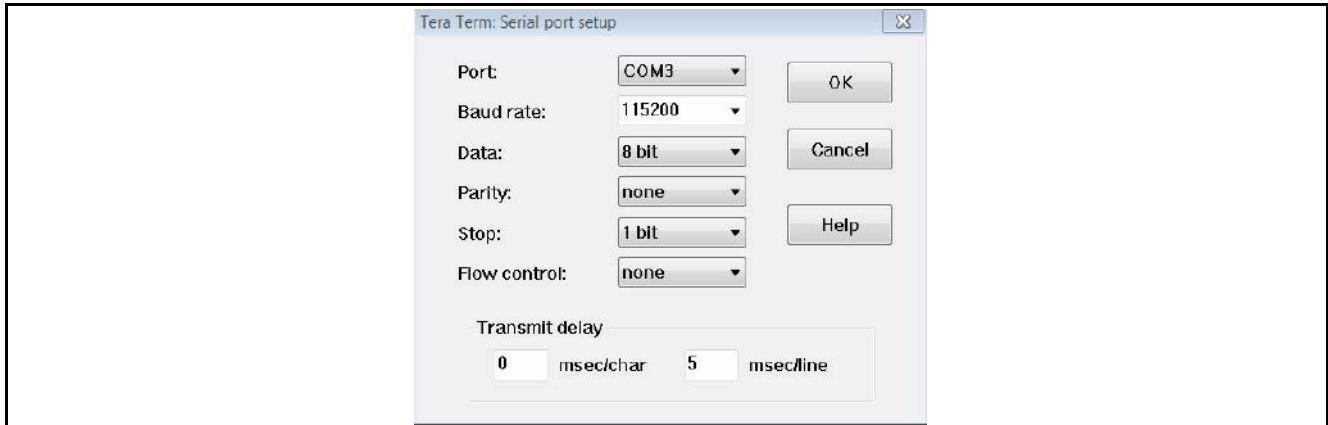 Tera Term: Serial port setup
Port: COM3 OK
Baud rate: 115200
Data: 8 bit Cancel
Parity: none
Stop: 1 bit Help
Flow control: none
Transmit delay
0 msec/char 5 msec/line